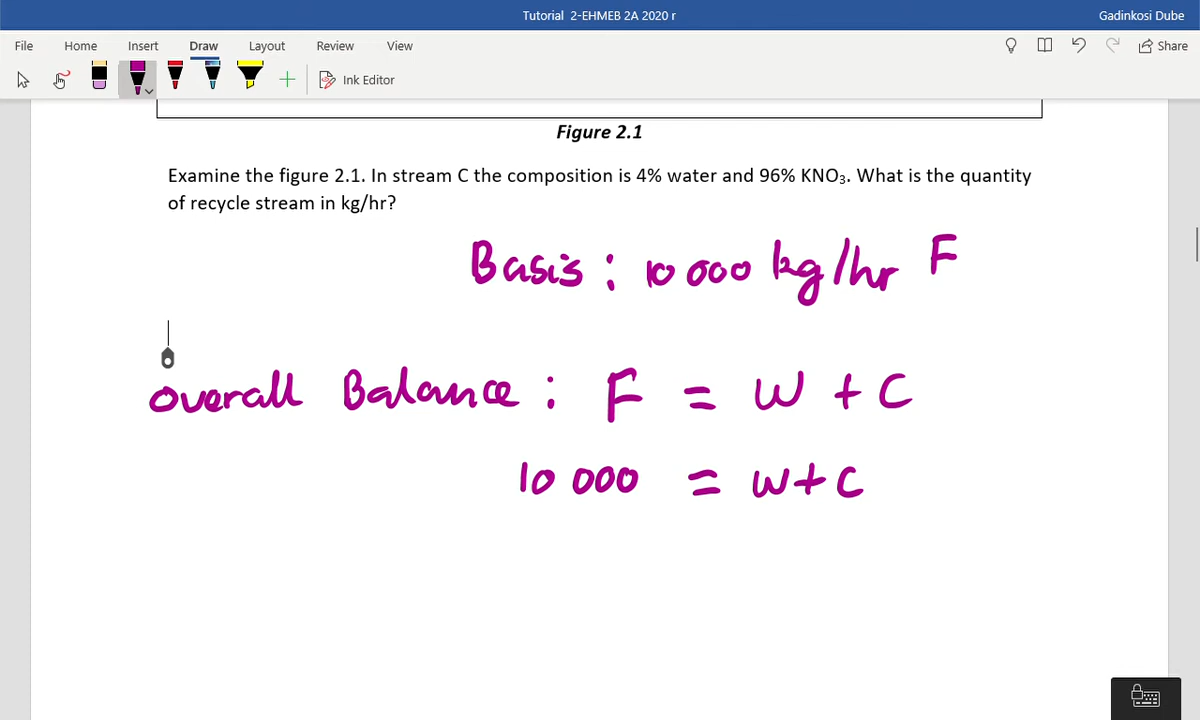 Tutorial 2-EHMEB 2A 2020 r
Gadinkosi Dube
File Home Insert Draw Layout Review View
Share
Ink Editor
Figure 2.1
Examine the figure 2.1. In stream C the composition is 4% water and 96% KNO₃. What is the quantity
of recycle stream in kg/hr?
Basis : 10 000 kg/hr F
Overall Balance : F = W + C
10 000 = W + C